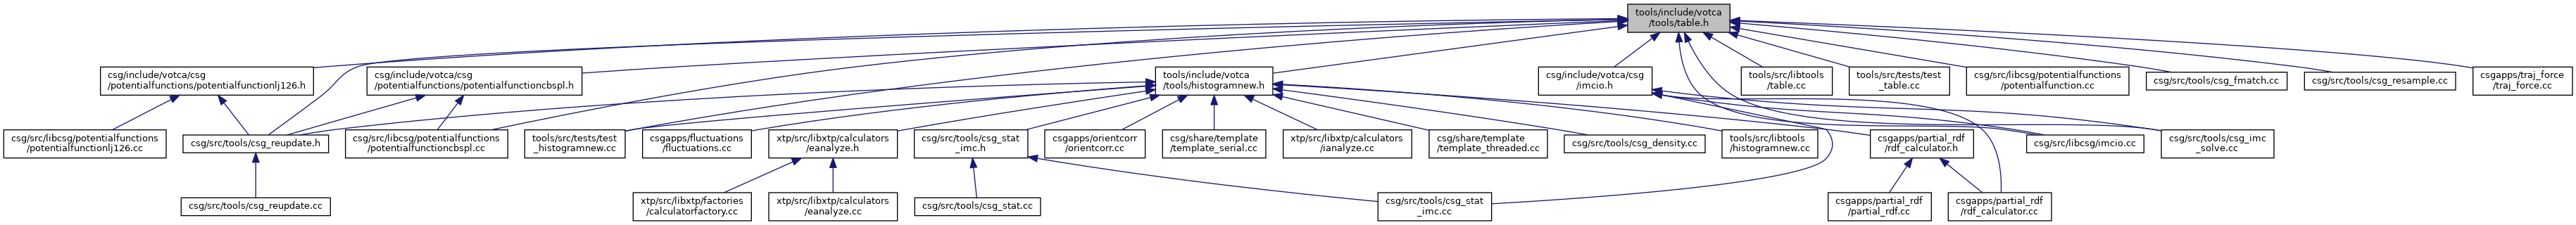 tools/include/votca
/tools/table.h
csg/include/votca/csg
/potentialfunctions/potentialfunctionlj126.h
csg/include/votca/csg
/potentialfunctions/potentialfunctioncbspl.h
tools/include/votca
/tools/histogramnew.h
csg/include/votca/csg
/imcio.h
tools/src/libtools
/table.cc
tools/src/tests/test
_table.cc
csg/src/libcsg/potentialfunctions
/potentialfunction.cc
csg/src/tools/csg_fmatch.cc
csg/src/tools/csg_resample.cc
csgapps/traj_force
/traj_force.cc
csg/src/libcsg/potentialfunctions
/potentialfunctionlj126.cc
csg/src/tools/csg_reupdate.h
csg/src/libcsg/potentialfunctions
/potentialfunctioncbspl.cc
tools/src/tests/test
_histogramnew.cc
csgapps/fluctuations
/fluctuations.cc
xtp/src/libxtp/calculators
/eanalyze.h
csg/src/tools/csg_stat
_imc.h
csgapps/orientcorr
/orientcorr.cc
csg/share/template
/template_serial.cc
xtp/src/libxtp/calculators
/ianalyze.cc
csg/share/template
/template_threaded.cc
csg/src/tools/csg_density.cc
tools/src/libtools
/histogramnew.cc
csgapps/partial_rdf
/rdf_calculator.h
csg/src/libcsg/imcio.cc
csg/src/tools/csg_imc
_solve.cc
csg/src/tools/csg_reupdate.cc
xtp/src/libxtp/factories
/calculatorfactory.cc
xtp/src/libxtp/calculators
/eanalyze.cc
csg/src/tools/csg_stat.cc
csg/src/tools/csg_stat
_imc.cc
csgapps/partial_rdf
/partial_rdf.cc
csgapps/partial_rdf
/rdf_calculator.cc